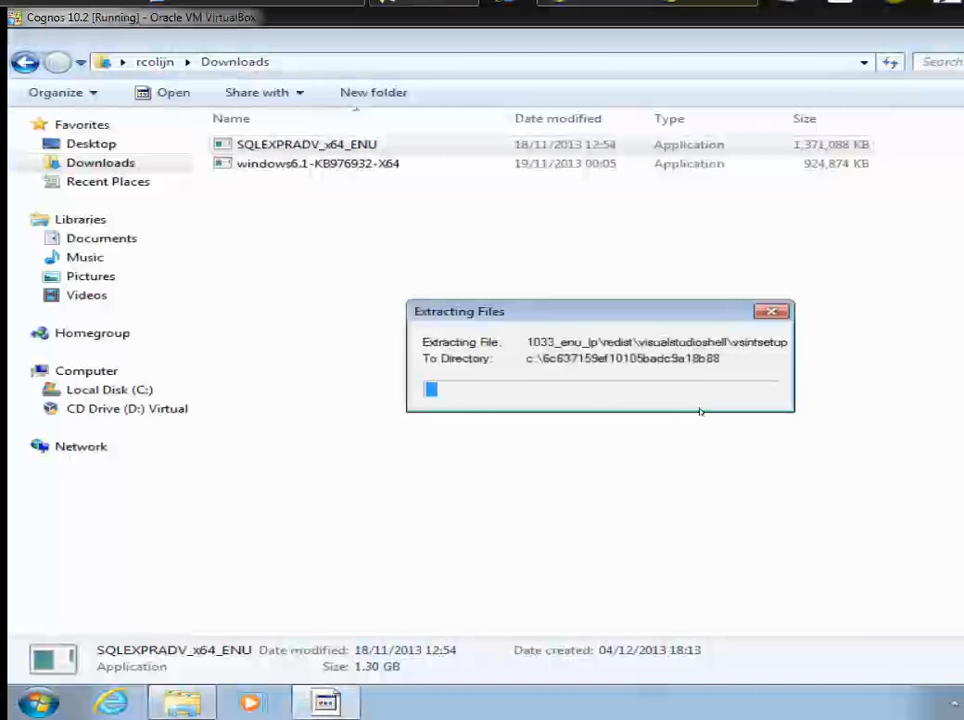 Cognos 10.2 [Running] - Oracle VM VirtualBox
rcolijn Downloads
Search
Organize Open Share with New folder
Name Date modified Type Size
Favorites
Desktop
Downloads
Recent Places
Libraries
Documents
Music
Pictures
Videos
Homegroup
Computer
Local Disk (C:)
CD Drive (D:) Virtual
Network
SQLEXPRADV_x64_ENU 18/11/2013 12:54 Application 1,371,088 KB
windows6.1-KB976932-X64 19/11/2013 00:05 Application 924,874 KB
Extracting Files
Extracting File: 1033_enu_lp\redist\visualstudioshell\vsintsetup
To Directory: c:\6c637159ef10105badc9a18b88
SQLEXPRADV_x64_ENU Date modified: 18/11/2013 12:54 Date created: 04/12/2013 18:13
Application Size: 1.30 GB